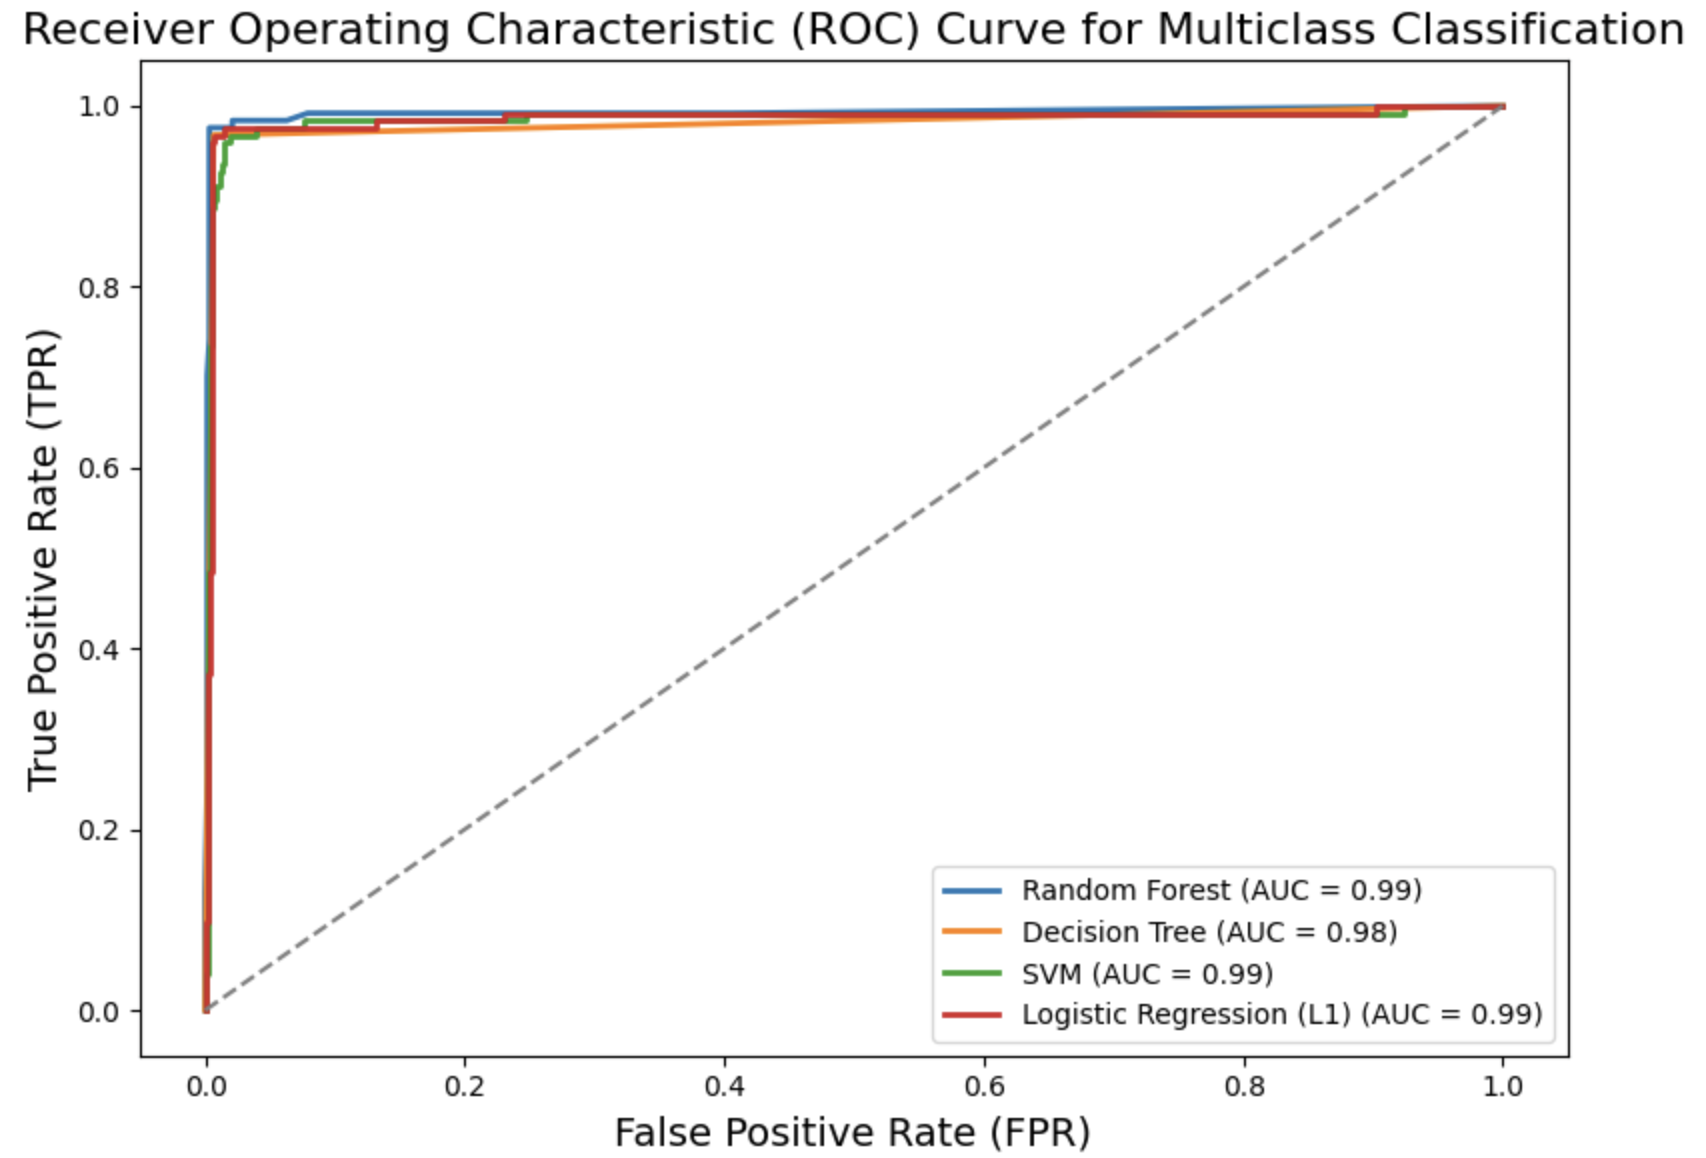 Receiver Operating Characteristic (ROC) Curve for Multiclass Classification
True Positive Rate (TPR)
1.0
0.8
0.6
0.4
0.2
0.0
Random Forest (AUC = 0.99)
Decision Tree (AUC = 0.98)
SVM (AUC = 0.99)
Logistic Regression (L1) (AUC = 0.99)
0.0 0.2 0.4 0.6 0.8 1.0
False Positive Rate (FPR)